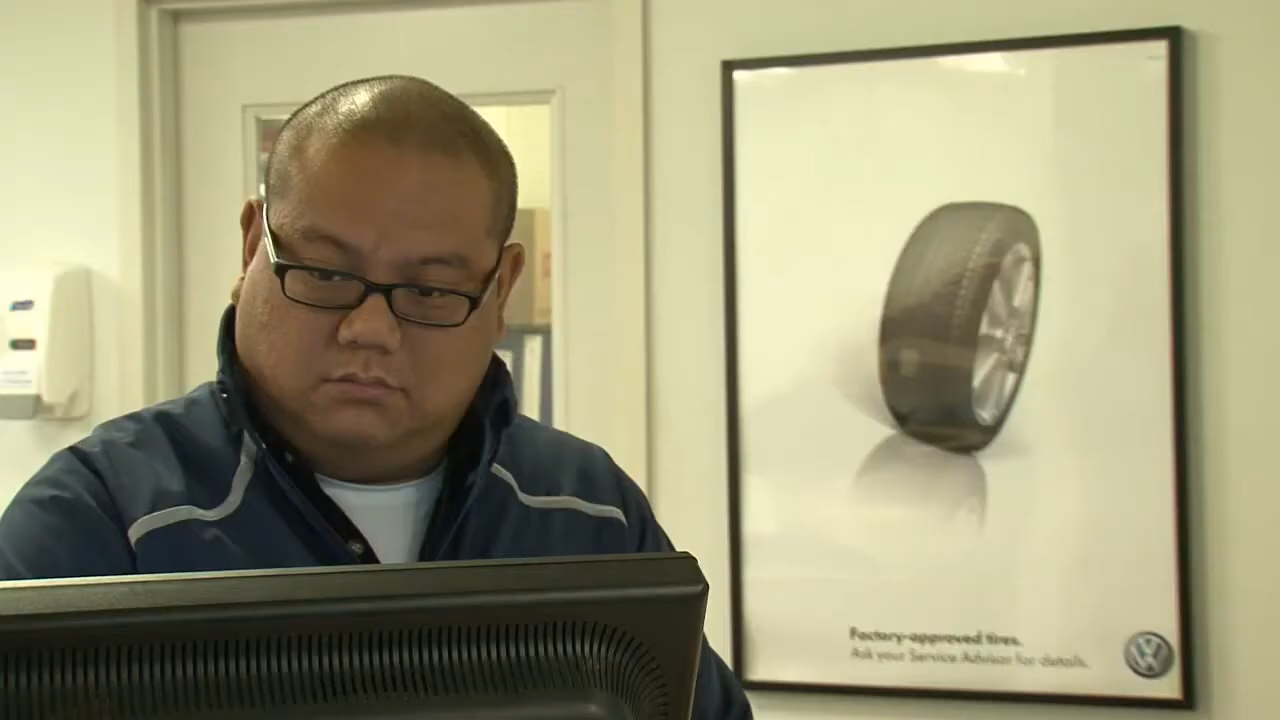 Factory-approved tires.
Ask your Service Advisor for details.